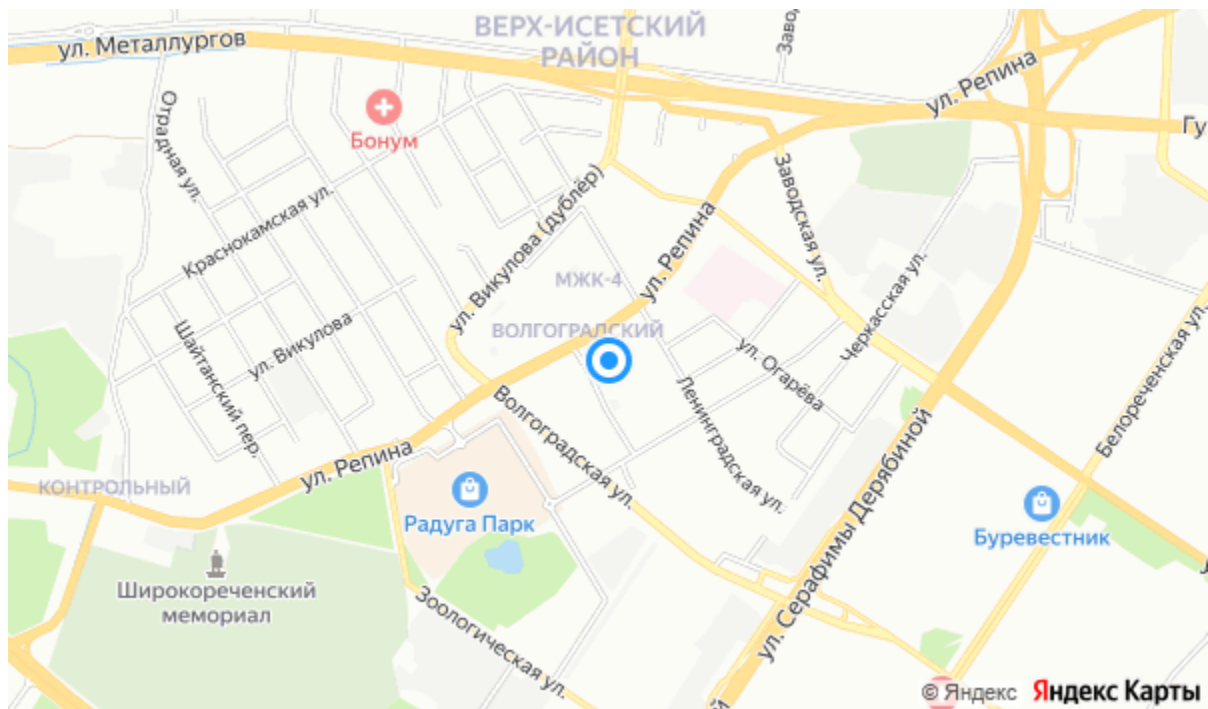 ВЕРХ-ИСЕТСКИЙ
РАЙОН
ул. Металлургов
Заво
ул. Репина
Гу
Бонум
Отрадная ул.
Краснокамская ул.
ул. Викулова (дублёр)
Заводская ул.
ул. Репина
МЖК-4
ВОЛГОГРАДСКИЙ
Черкасская ул.
Шайтанский пер.
ул. Викулова
ул. Огарёва
Ленинградская ул.
Белореченская ул.
Волгоградская ул.
ул. Репина
КОНТРОЛЬНЫЙ
Радуга Парк
ул. Серафимы Дерябиной
Буревестник
Широкореченский
мемориал
Зоологическая ул.
й
© Яндекс Яндекс Карты